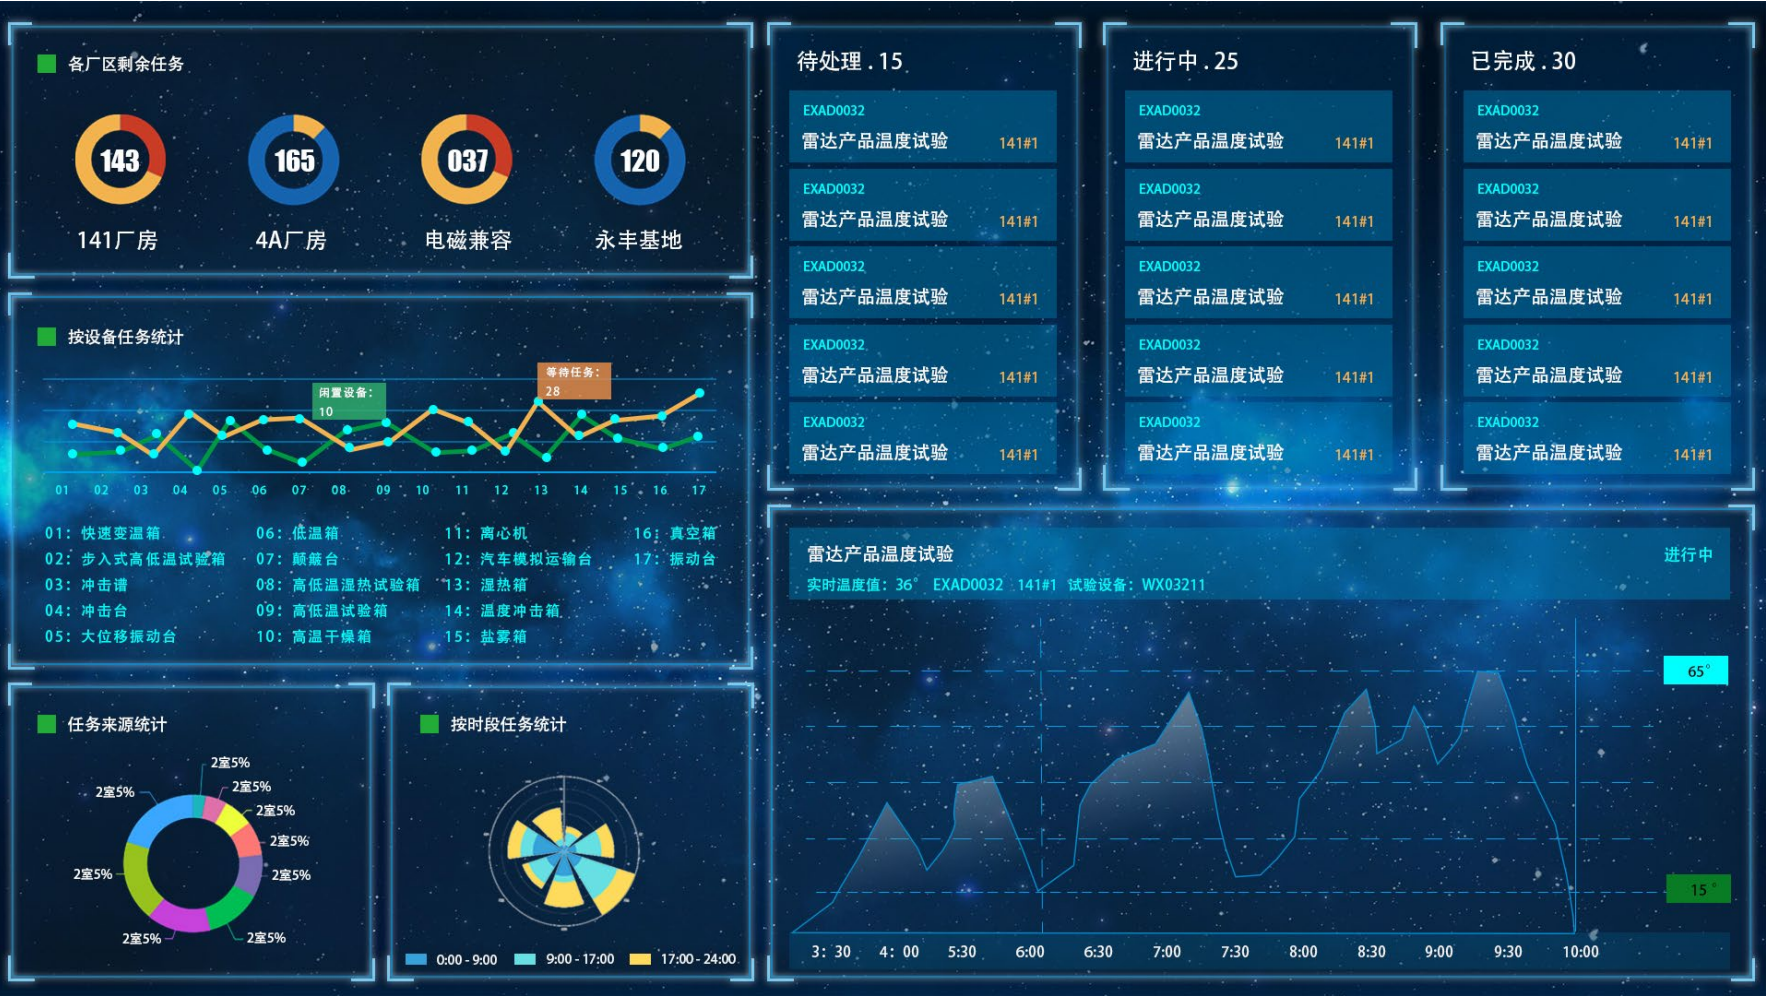 各厂区剩余任务
143
165
037
120
141厂房
4A厂房
电磁兼容
永丰基地
按设备任务统计
闲置设备：
10
等待任务：
28
01 02 03 04 05 06 07 08 09 10 11 12 13 14 15 16 17
01：快速变温箱
02：步入式高低温试验箱
03：冲击谱
04：冲击台
05：大位移振动台
06：低温箱
07：颠簸台
08：高低温湿热试验箱
09：高低温试验箱
10：高温干燥箱
11：离心机
12：汽车模拟运输台
13：湿热箱
14：温度冲击箱
15：盐雾箱
16：真空箱
17：振动台
任务来源统计
2室5%
2室5%
2室5%
2室5%
2室5%
2室5%
2室5%
2室5%
2室5%
按时段任务统计
0:00 - 9:00
9:00 - 17:00
17:00 - 24:00
待处理 . 15
EXAD0032
雷达产品温度试验 141#1
EXAD0032
雷达产品温度试验 141#1
EXAD0032
雷达产品温度试验 141#1
EXAD0032
雷达产品温度试验 141#1
EXAD0032
雷达产品温度试验 141#1
进行中 . 25
EXAD0032
雷达产品温度试验 141#1
EXAD0032
雷达产品温度试验 141#1
EXAD0032
雷达产品温度试验 141#1
EXAD0032
雷达产品温度试验 141#1
EXAD0032
雷达产品温度试验 141#1
已完成 . 30
EXAD0032
雷达产品温度试验 141#1
EXAD0032
雷达产品温度试验 141#1
EXAD0032
雷达产品温度试验 141#1
EXAD0032
雷达产品温度试验 141#1
EXAD0032
雷达产品温度试验 141#1
雷达产品温度试验 进行中
实时温度值：36° EXAD0032 141#1 试验设备：WX03211
65°
15°
3：30 4：00 5:30 6:00 6:30 7:00 7:30 8:00 8:30 9:00 9:30 10:00